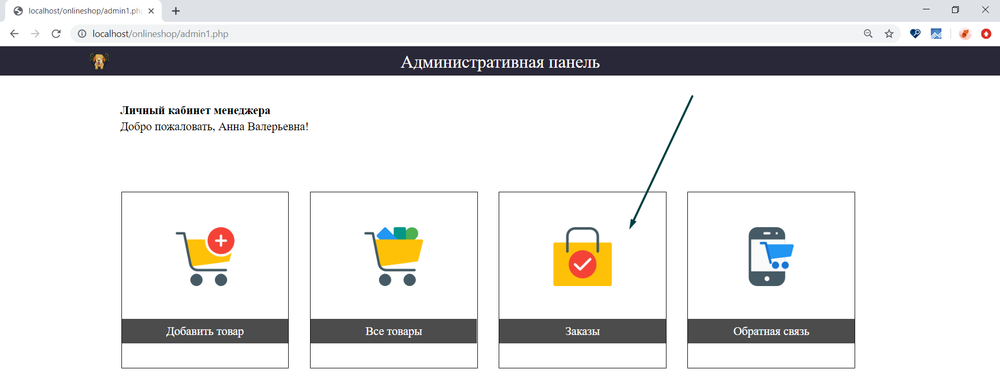 localhost/onlineshop/admin1.php
localhost/onlineshop/admin1.php
Административная панель
Личный кабинет менеджера
Добро пожаловать, Анна Валерьевна!
Добавить товар
Все товары
Заказы
Обратная связь